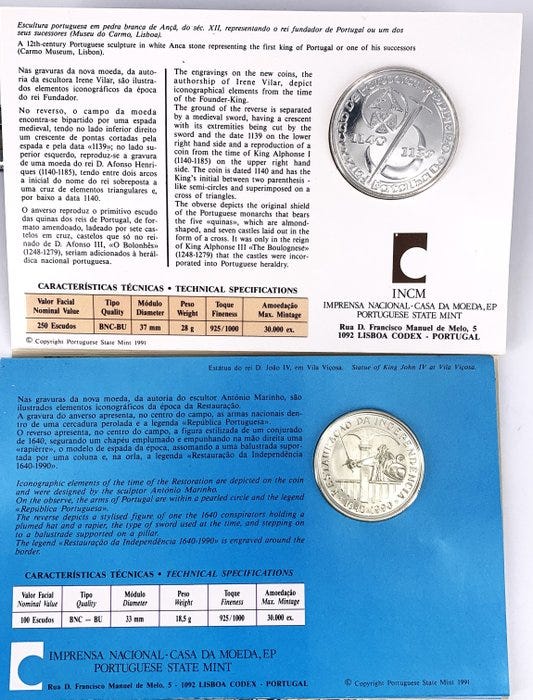 Escultura portuguesa em pedra branca de Ançã, do séc. XII, representando o rei fundador de Portugal ou um dos
seus sucessores (Museu do Carmo, Lisboa).
A 12th-century Portuguese sculpture in white Anca stone representing the first king of Portugal or one of his successors
(Carmo Museum, Lisbon).
Nas gravuras da nova moeda, da auto-
ria da escultora Irene Vilar, são ilustra-
dos elementos iconográficos da época
do rei Fundador.
No reverso, o campo da moeda
encontra-se bipartido por uma espada
medieval, tendo no lado inferior direito
um crescente de pontas cortadas pela
espada e pela data «1139»; no lado su-
perior esquerdo, reproduz-se a gravura
de uma moeda do rei D. Afonso Henri-
ques (1140-1185), tendo entre dois arcos
a inicial do nome do rei sobreposta a
uma cruz de elementos triangulares e,
por baixo a data 1140.
O anverso reproduz o primitivo escudo
das quinas dos reis de Portugal, de for-
mato amendoado, ladeado por sete cas-
telos em cruz, castelos que só no rei-
nado de D. Afonso III, «O Bolonhês»
(1248-1279), seriam adicionados à herál-
dica nacional portuguesa.
The engravings on the new coins, the
authorship of Irene Vilar, depict
iconographical elements from the time
of the Founder-King.
The ground of the reverse is separated
by a medieval sword, having a crescent
with its extremities being cut by the
sword and the date 1139 on the lower
right hand side and a reproduction of a
coin from the time of King Alphonse I
(1140-1185) on the upper right hand
side. The coin is dated 1140 and has the
King's initial between two parenthesis -
like semi-circles and superimposed on a
cross of triangles.
The obverse depicts the original shield
of the Portuguese monarchs that bears
the five «quinas», which are almond-
shaped, and seven castles laid out in the
form of a cross. It was only in the reign
of King Alphonse III «The Boulognese»
(1248-1279) that the castles were incor-
porated into Portuguese heraldry.
1140
1139
INCM
IMPRENSA NACIONAL-CASA DA MOEDA, EP
PORTUGUESE STATE MINT
Rua D. Francisco Manuel de Melo, 5
1092 LISBOA CODEX - PORTUGAL
CARACTERÍSTICAS TÉCNICAS • TECHNICAL SPECIFICATIONS
Valor Facial Tipo Módulo Peso Toque Amoedação
Nominal Value Quality Diameter Weight Fineness Max. Mintage
250 Escudos BNC-BU 37 mm 28 g 925/1000 30.000 ex.
© Copyright Portuguese State Mint 1991
Estátua do rei D. João IV, em Vila Viçosa. Statue of King John IV at Vila Viçosa.
Nas gravuras da nova moeda, da autoria do escultor António Marinho, são
ilustrados elementos iconográficos da época da Restauração.
A gravura do anverso apresenta, no centro do campo, as armas nacionais den-
tro de uma cercadura perolada e a legenda «República Portuguesa».
O reverso apresenta, no centro do campo, a figura estilizada de um conjurado
de 1640, segurando um chapéu emplumado e empunhando na mão direita uma
«rapière», o modelo de espada da época, assomando a uma balustrada supor-
tada por uma coluna e, na orla, a legenda «Restauração da Independência
1640-1990».
Iconographic elements of the time of the Restoration are depicted on the coin
and were designed by the sculptor António Marinho.
On the observe, the arms of Portugal are within a pearled circle and the legend
«República Portuguesa».
The reverse depicts a stylised figure of one the 1640 conspirators holding a
plumed hat and a rapier, the type of sword used at the time, and stepping on
to a balustrade supported on a pillar.
The legend «Restauração da Independência 1640-1990» is engraved around the
border.
RESTAURAÇÃO DA INDEPENDÊNCIA
1640-1990
CARACTERÍSTICAS TÉCNICAS • TECHNICAL SPECIFICATIONS
Valor Facial Tipo Módulo Peso Toque Amoedação
Nominal Value Quality Diameter Weight Fineness Max. Mintage
100 Escudos BNC — BU 33 mm 18,5 g 925/1000 30.000 ex.
IMPRENSA NACIONAL-CASA DA MOEDA, EP
PORTUGUESE STATE MINT
Rua D. Francisco Manuel de Melo, 5 - 1092 LISBOA CODEX - PORTUGAL
© Copyright Portuguese State Mint 1991